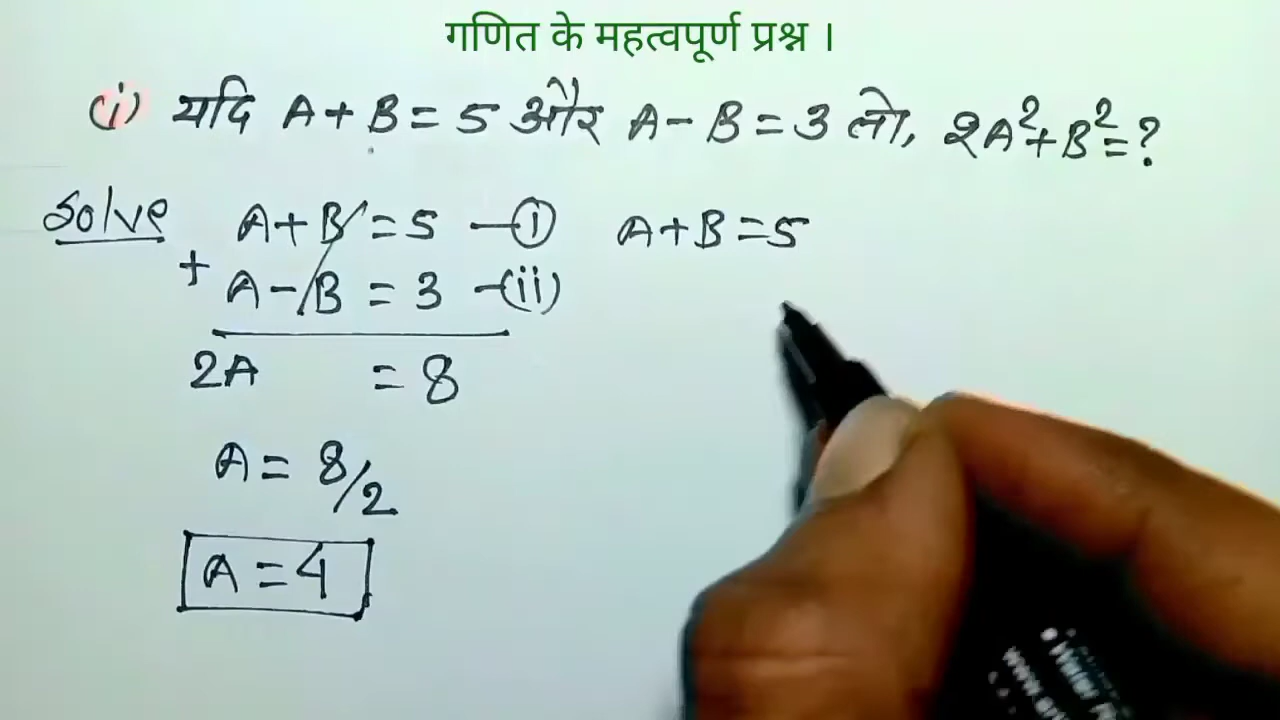 गणित के महत्वपूर्ण प्रश्न ।
(i) यदि A + B = 5 और A - B = 3 तो, 2A²+B²=?
Solve A+B = 5 —(i) A+B=5
+ A - B = 3 -(ii)
2A = 8
A = 8/2
A = 4